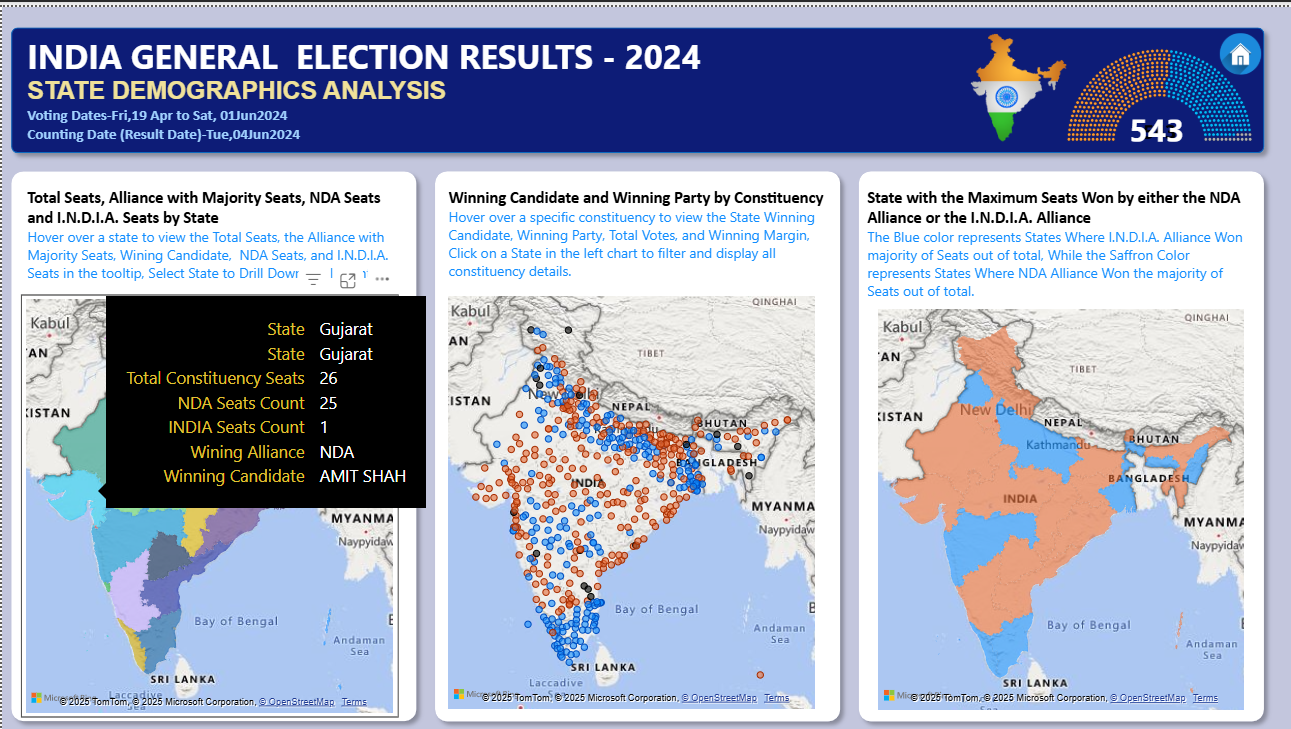 INDIA GENERAL ELECTION RESULTS - 2024
STATE DEMOGRAPHICS ANALYSIS
Voting Dates-Fri,19 Apr to Sat, 01Jun2024
Counting Date (Result Date)-Tue,04Jun2024
543
Total Seats, Alliance with Majority Seats, NDA Seats
and I.N.D.I.A. Seats by State
Hover over a state to view the Total Seats, the Alliance with
Majority Seats, Wining Candidate, NDA Seats, and I.N.D.I.A.
Seats in the tooltip, Select State to Drill Dowr
Kabul
AN
KISTAN
State Gujarat
State Gujarat
Total Constituency Seats 26
NDA Seats Count 25
INDIA Seats Count 1
Wining Alliance NDA
Winning Candidate AMIT SHAH
MYANMA
Naypyidaw
Bay of Bengal
Andaman
Sea
SRI LANKA
Laccadive
© 2025 TomTom, © 2025 Microsoft Corporation, © OpenStreetMap Terms
Winning Candidate and Winning Party by Constituency
Hover over a specific constituency to view the State Winning
Candidate, Winning Party, Total Votes, and Winning Margin,
Click on a State in the left chart to filter and display all
constituency details.
QINGHAI
Kabul
AN
TIBET
KISTAN
New Delhi
NEPAL
BHUTAN
BANGLADESH
INDIA
MYANMA
Naypyidaw
Bay of Bengal
Andaman
Sea
SRI LANKA
Laccadive
© 2025 TomTom, © 2025 Microsoft Corporation, © OpenStreetMap Terms
State with the Maximum Seats Won by either the NDA
Alliance or the I.N.D.I.A. Alliance
The Blue color represents States Where I.N.D.I.A. Alliance Won
majority of Seats out of total, While the Saffron Color
represents States Where NDA Alliance Won the majority of
Seats out of total.
QINGHAI
Kabul
AN
TIBET
KISTAN
New Delhi
NEPAL
Kathmandu
BHUTAN
BANGLADESH
INDIA
MYANMA
Naypyidaw
Bay of Bengal
Andaman
Sea
SRI LANKA
© 2025 TomTom, © 2025 Microsoft Corporation, © OpenStreetMap Terms